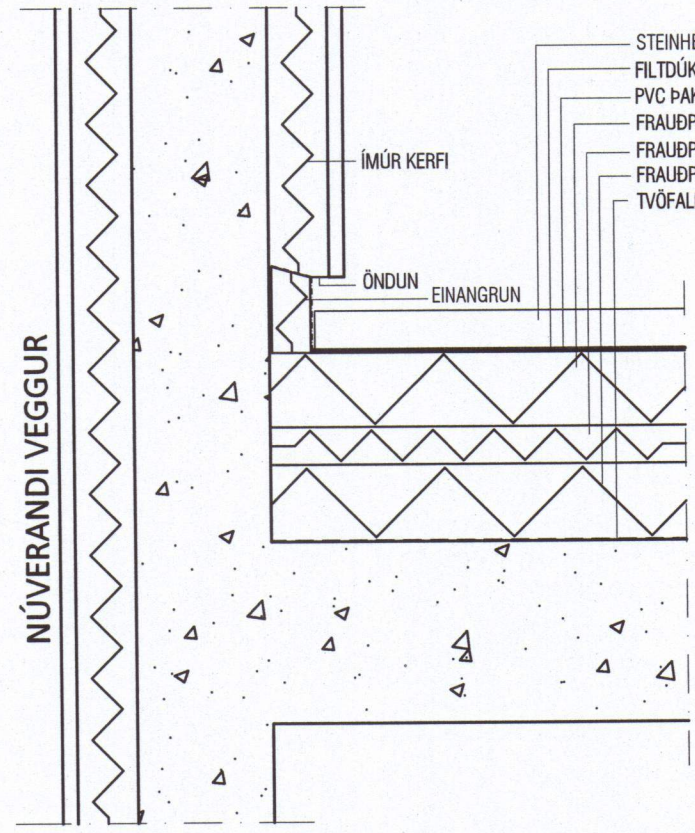 STEINHE
FILTDÚK
PVC ÞAK
FRAUÐP
FRAUÐP
FRAUÐP
TVÖFAL
ÍMÚR KERFI
ÖNDUN
EINANGRUN
NÚVERANDI VEGGUR